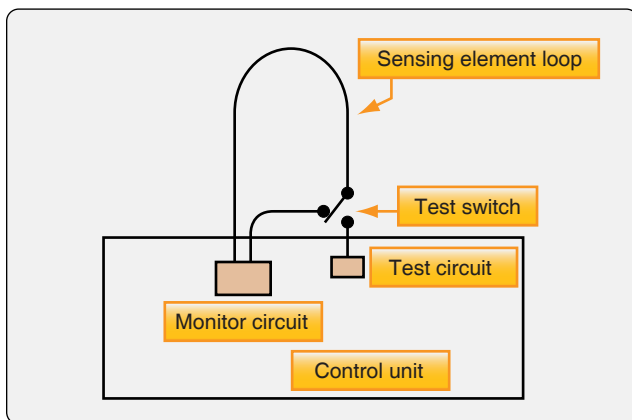 Sensing element loop
Test switch
Test circuit
Monitor circuit
Control unit